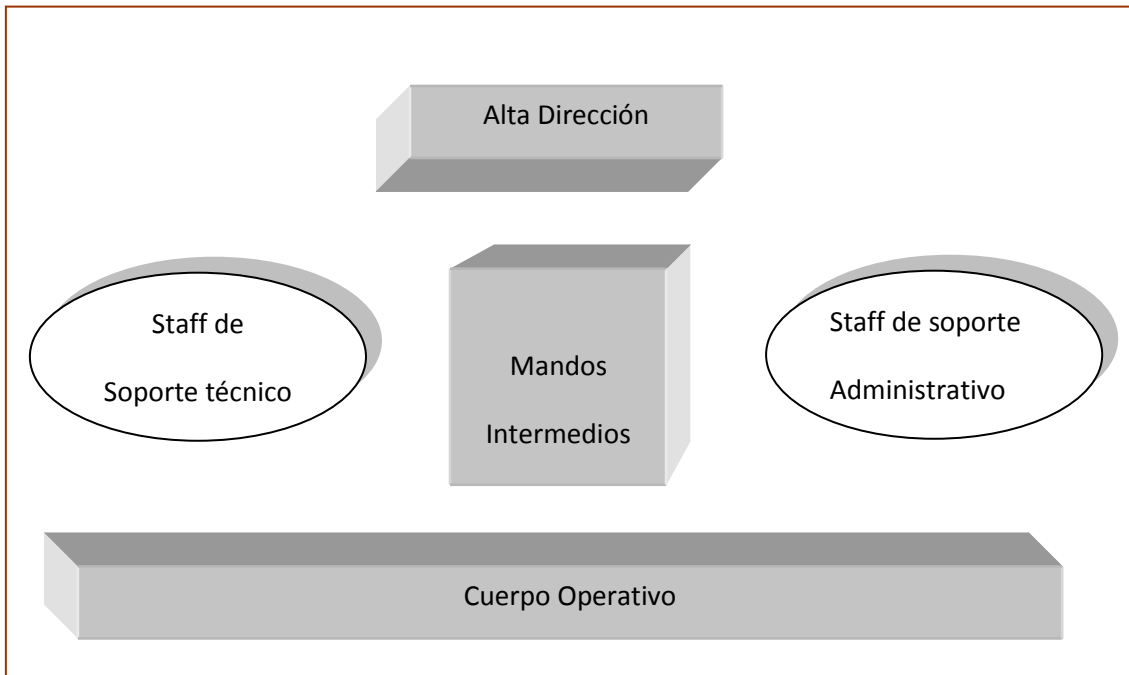 Alta Dirección
Staff de
Soporte técnico
Mandos
Intermedios
Staff de soporte
Administrativo
Cuerpo Operativo